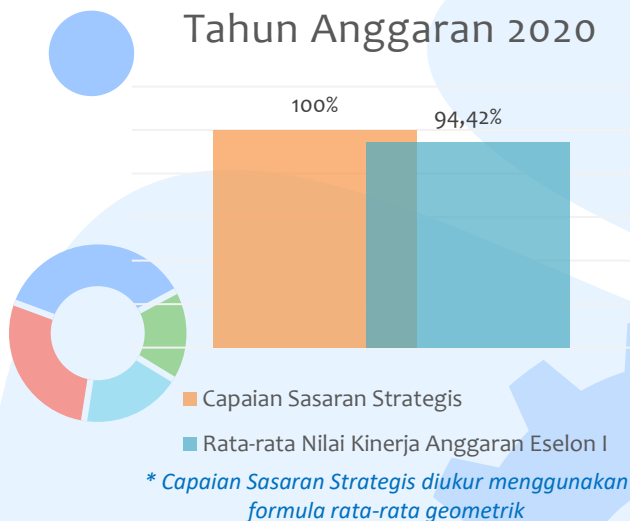 Tahun Anggaran 2020
100%
94,42%
Capaian Sasaran Strategis
Rata-rata Nilai Kinerja Anggaran Eselon I
* Capaian Sasaran Strategis diukur menggunakan
formula rata-rata geometrik